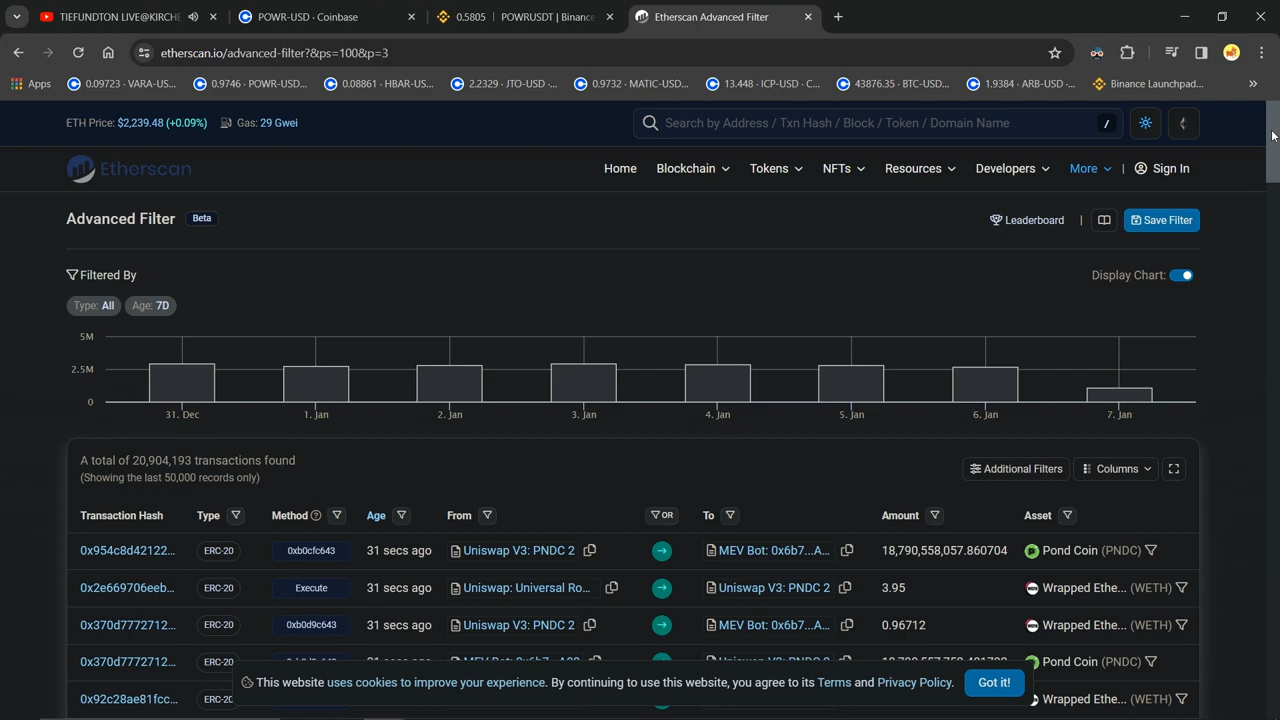 TIEFUNDTON LIVE@KIRCHE
POWR-USD - Coinbase
0.5805 | POWRUSDT | Binance
Etherscan Advanced Filter
etherscan.io/advanced-filter?&ps=100&p=3
Apps
0.09723 - VARA-US...
0.9746 - POWR-USD...
0.08861 - HBAR-US...
2.2329 - JTO-USD -...
0.9732 - MATIC-USD...
13.448 - ICP-USD - C...
43876.35 - BTC-USD...
1.9384 - ARB-USD -...
Binance Launchpad...
ETH Price: $2,239.48 (+0.09%) Gas: 29 Gwei
Search by Address / Txn Hash / Block / Token / Domain Name /
Etherscan
Home Blockchain Tokens NFTs Resources Developers More | Sign In
Advanced Filter Beta
Leaderboard | Save Filter
Filtered By
Display Chart:
Type: All Age: 7D
5M
2.5M
0
31. Dec 1. Jan 2. Jan 3. Jan 4. Jan 5. Jan 6. Jan 7. Jan
A total of 20,904,193 transactions found
(Showing the last 50,000 records only)
Additional Filters Columns
Transaction Hash Type Method Age From OR To Amount Asset
0x954c8d42122... ERC-20 0xb0cfc643 31 secs ago Uniswap V3: PNDC 2 MEV Bot: 0x6b7...A... 18,790,558,057.860704 Pond Coin (PNDC)
0x2e669706eeb... ERC-20 Execute 31 secs ago Uniswap: Universal Ro... Uniswap V3: PNDC 2 3.95 Wrapped Ethe... (WETH)
0x370d7772712... ERC-20 0xb0d9c643 31 secs ago Uniswap V3: PNDC 2 MEV Bot: 0x6b7...A... 0.96712 Wrapped Ethe... (WETH)
0x370d7772712... ERC-20 Pond Coin (PNDC)
0x92c28ae81fcc... ERC-20 Wrapped Ethe... (WETH)
This website uses cookies to improve your experience. By continuing to use this website, you agree to its Terms and Privacy Policy. Got it!